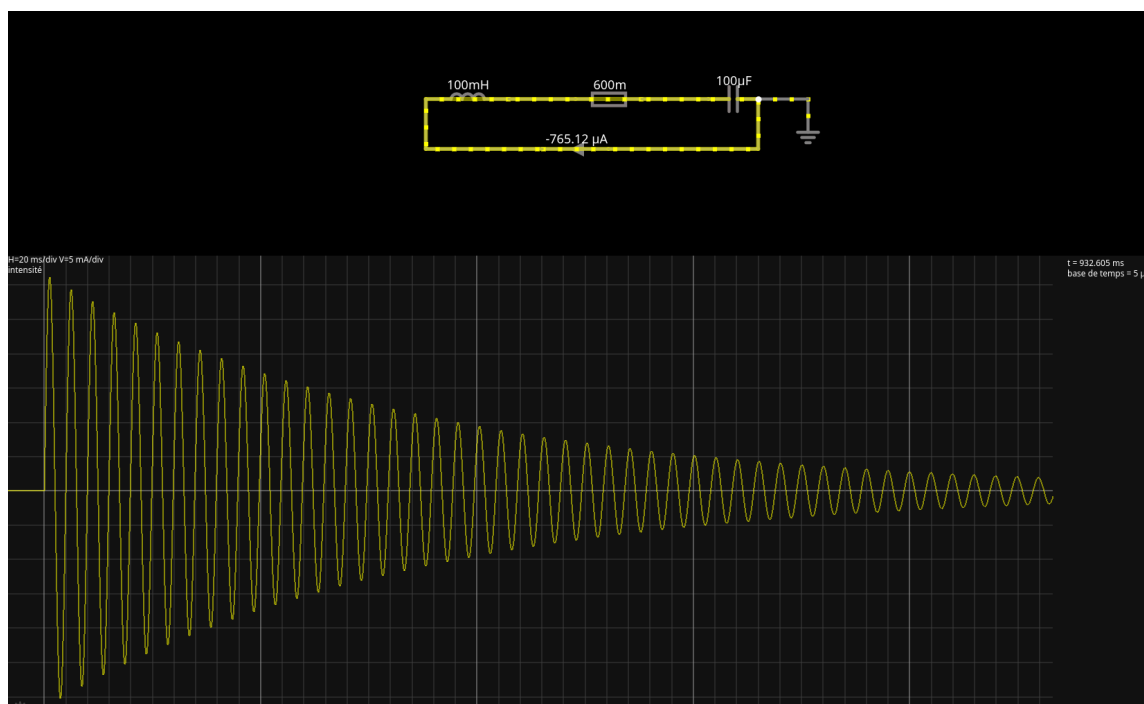 100mH
600m
100µF
-765.12 µA
H=20 ms/div V=5 mA/div
intensité
t = 932.605 ms
base de temps = 5 µ